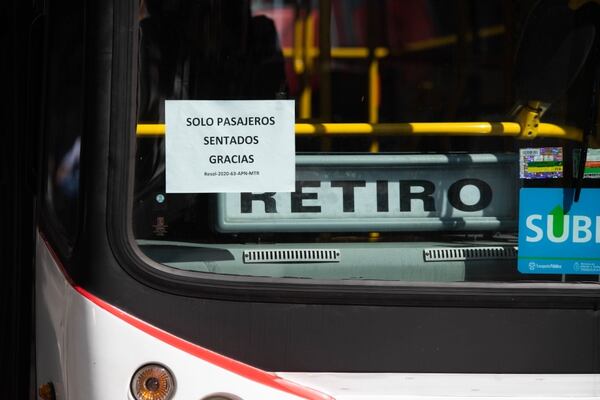 SOLO PASAJEROS
SENTADOS
GRACIAS
Resol-2020-63-APN-MTR
RETIRO
SUBE